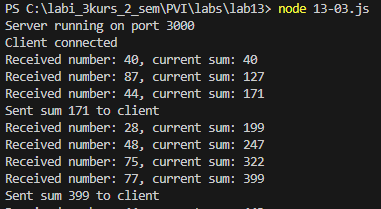 PS C:\labi_3kurs_2_sem\PVI\labs\lab13> node 13-03.js
Server running on port 3000
Client connected
Received number: 40, current sum: 40
Received number: 87, current sum: 127
Received number: 44, current sum: 171
Sent sum 171 to client
Received number: 28, current sum: 199
Received number: 48, current sum: 247
Received number: 75, current sum: 322
Received number: 77, current sum: 399
Sent sum 399 to client